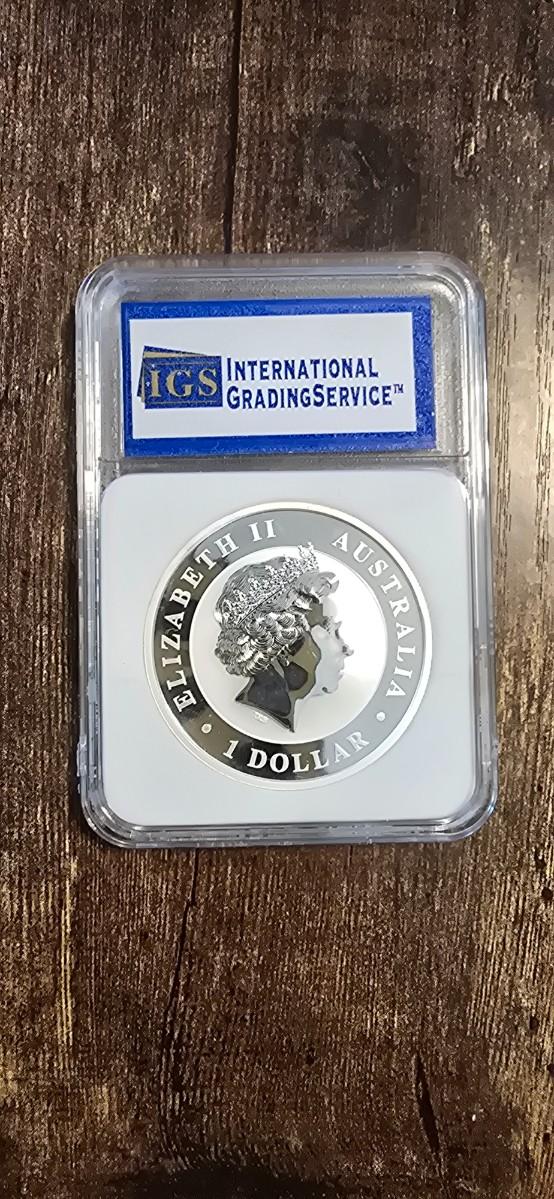 IGS
INTERNATIONAL
GRADINGSERVICE™
ELIZABETH II
AUSTRALIA
1 DOLLAR